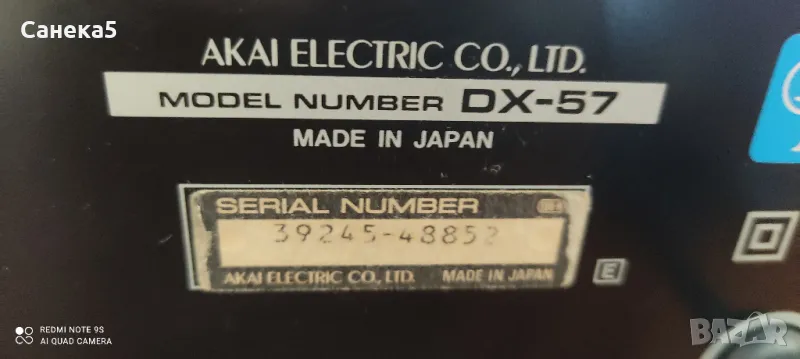 Санека5
AKAI ELECTRIC CO., LTD.
MODEL NUMBER DX-57
MADE IN JAPAN
SERIAL NUMBER
39245-48852
AKAI ELECTRIC CO., LTD. MADE IN JAPAN
E
REDMI NOTE 9S
AI QUAD CAMERA
BAZAR